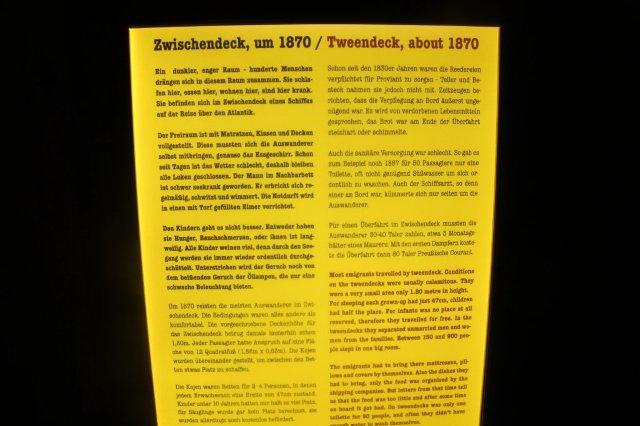 Zwischendeck, um 1870 / Tweendeck, about 1870
Ein dunkler, enger Raum - hunderte Menschen
drängen sich in diesem Raum zusammen. Sie schla-
fen hier, essen hier, wohnen hier, sind hier krank.
Sie befinden sich im Zwischendeck eines Schiffes
auf der Reise über den Atlantik.
Der Freiraum ist mit Matratzen, Kissen und Decken
vollgestellt. Diese mussten sich die Auswanderer
selbst mitbringen, genauso das Essgeschirr. Schon
seit Tagen ist das Wetter schlecht, deshalb bleiben
alle Luken geschlossen. Der Mann im Nachbarbett
ist schwer seekrank geworden. Er erbricht sich re-
gelmäßig, schwitzt und wimmert. Die Notdurft wird
in einen mit Torf gefüllten Eimer verrichtet.
Den Kindern geht es nicht besser. Entweder haben
sie Hunger, Bauchschmerzen, oder ihnen ist lang-
weilig. Alle Kinder weinen viel, denn durch den See-
gang werden sie immer wieder ordentlich durchge-
schüttelt. Unterstrichen wird der Geruch noch von
dem beißenden Geruch der Öllampen, die nur eine
schwache Beleuchtung bieten.
Um 1870 reisten die meisten Auswanderer im Zwi-
schendeck. Die Bedingungen waren alles andere als
komfortabel. Die vorgeschriebene Deckenhöhe für
das Zwischendeck betrug damals immerhin schon
1,80m. Jeder Passagier hatte Anspruch auf eine Flä-
che von 12 Quadratfuß
wurden übereinander gestellt, um zwischen den Bet-
ten etwas Platz zu schaffen.
Die Kojen waren Betten für 2-4 Personen, in denen
jedem Erwachsenen eine Breite von 47cm zustand.
Kinder unter 10 Jahren hatten nur halb so viel Platz,
für Säuglinge wurde gar kein Platz berechnet, sie
wurden allerdings auch kostenlos befördert.
Schon seit den 1830er Jahren waren die Reedereien
verpflichtet für Proviant zu sorgen - Teller und Be-
steck nahmen sie jedoch nicht mit. Zeitzeugen be-
richten, dass die Verpflegung an Bord äußerst unge-
nügend war. Es wird von verdorbenen Lebensmitteln
gesprochen, das Brot war am Ende der Überfahrt
steinhart oder schimmelte.
Auch die sanitäre Versorgung war schlecht. So gab es
zum Beispiel noch 1887 für 50 Passagiere nur eine
Toilette, oft nicht genügend Süßwasser um sich or-
dentlich zu waschen. Auch der Schiffsarzt, so denn
einer an Bord war, kümmerte sich nur selten um die
Auswanderer.
Für einen Überfahrt im Zwischendeck mussten die
Auswanderer 30-40 Taler zahlen, etwa 3 Monatsge-
hälter eines Maurers. Mit den ersten Dampfern koste-
te die Überfahrt dann 60 Taler Preußische Courant.
Most emigrants travelled by tweendeck. Conditions
on the tweendecks were usually calamitous. They
were a very small area only 1.80 metre in height.
For sleeping each grown-up had just 47cm, children
had half the place. For infants was no place at all
reserved, therefore they travelled for free. In the
tweendecks they separated unmarried men and wo-
men from the families. Between 150 and 900 peo-
ple slept in one big room.
The emigrants had to bring there mattresses, pil-
lows and covers by themselves. Also the dishes they
had to bring, only the food was organised by the
shipping companies. But letters from that time tell
us that the food was too little and after some time
on board it got bad. On tweendecks was only one
toilette for 50 people, and often they didn't have
enough water to wash themselves.